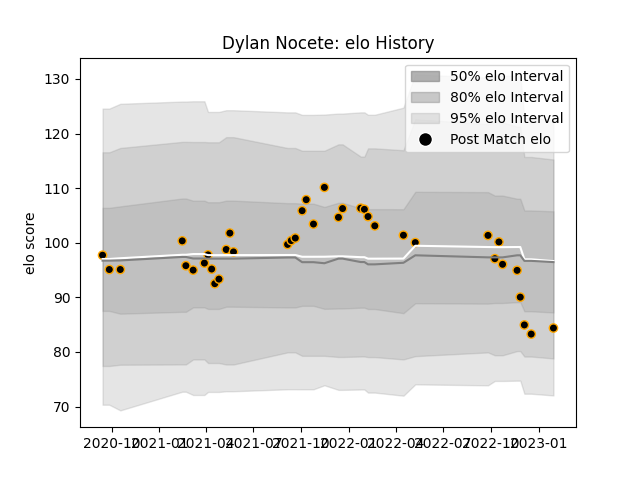 Dylan Nocete: elo History
50% elo Interval
80% elo Interval
95% elo Interval
Post Match elo
elo score
130
120
110
100
90
80
70
2020-10 2021-01 2021-04 2021-07 2021-10 2022-01 2022-04 2022-07 2022-10 2023-01